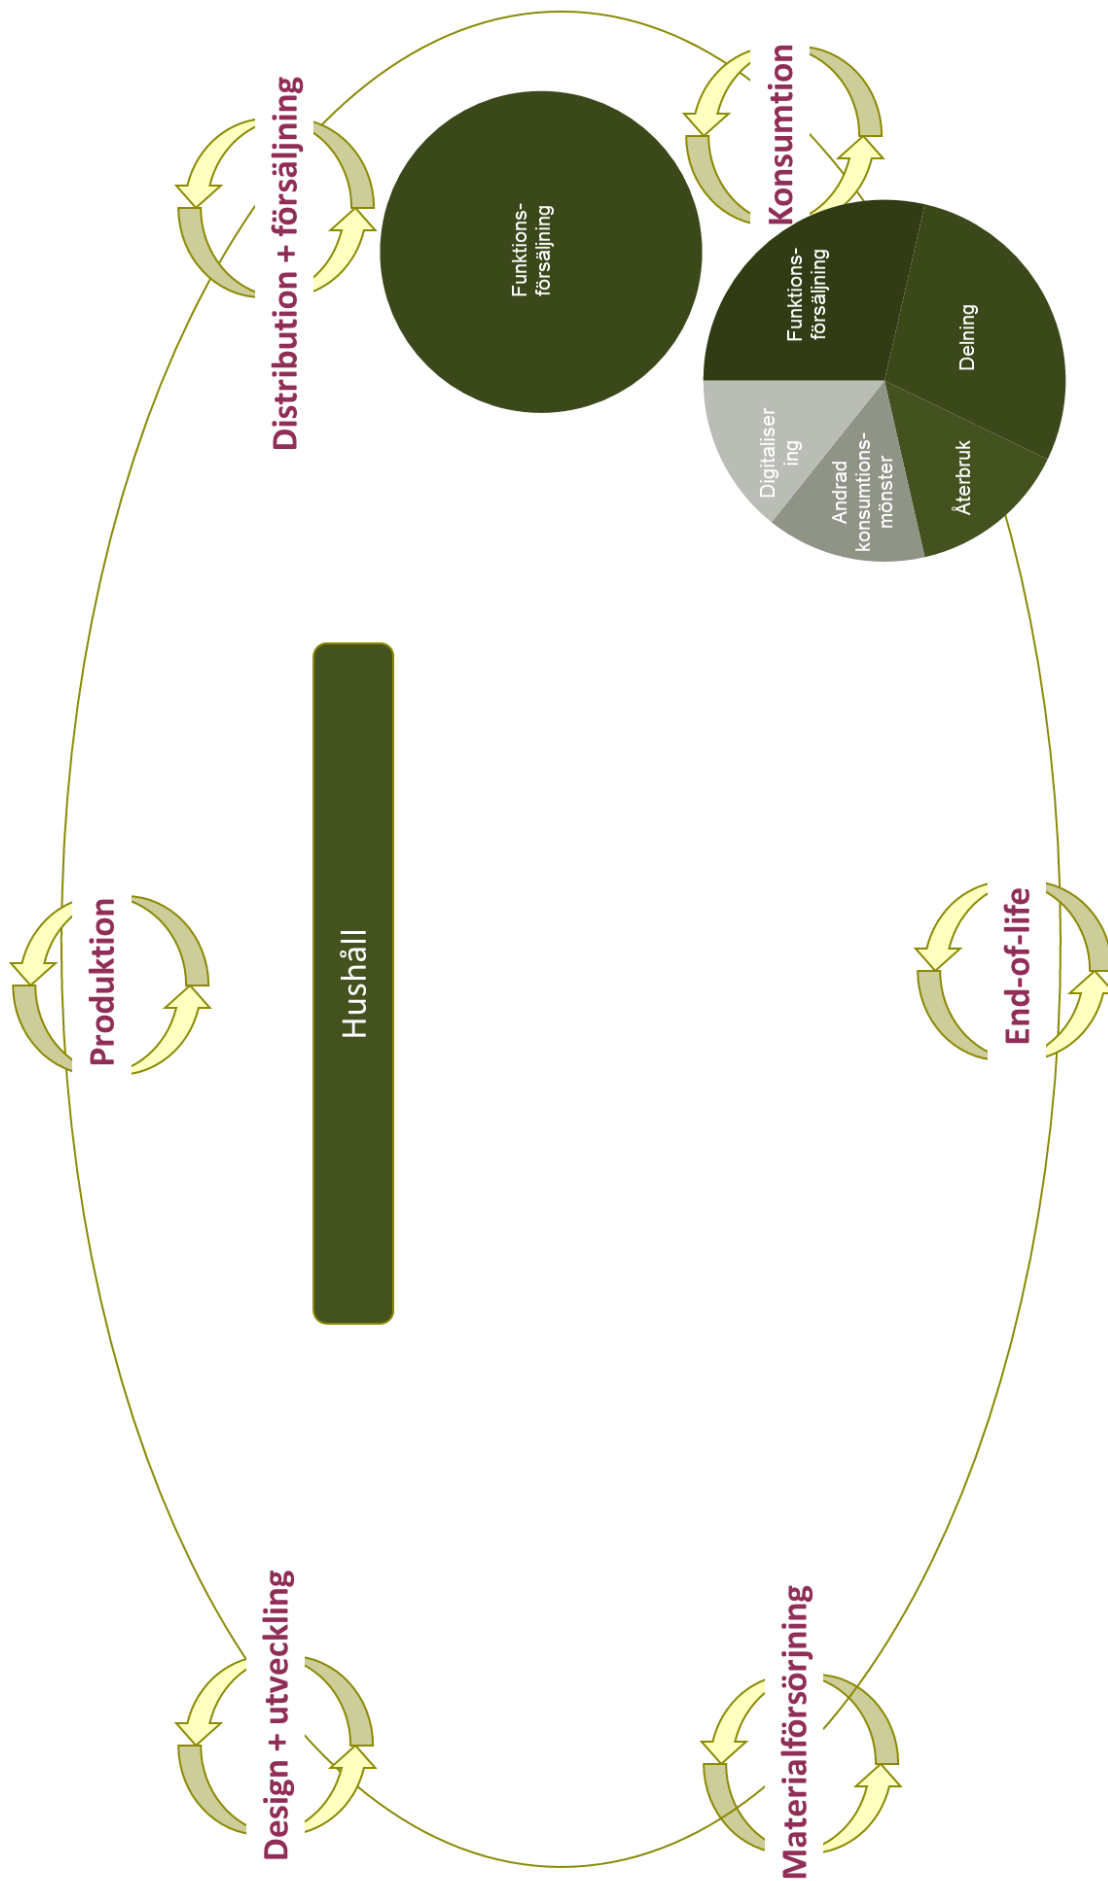 Produktion
Design + utveckling
Distribution + försäljning
Hushåll
Funktions-
försäljning
Materialförsörjning
Konsumtion
Digitaliser
ing
Funktions-
försäljning
Andrad
konsumtions-
mönster
Återbruk
Delning
End-of-life